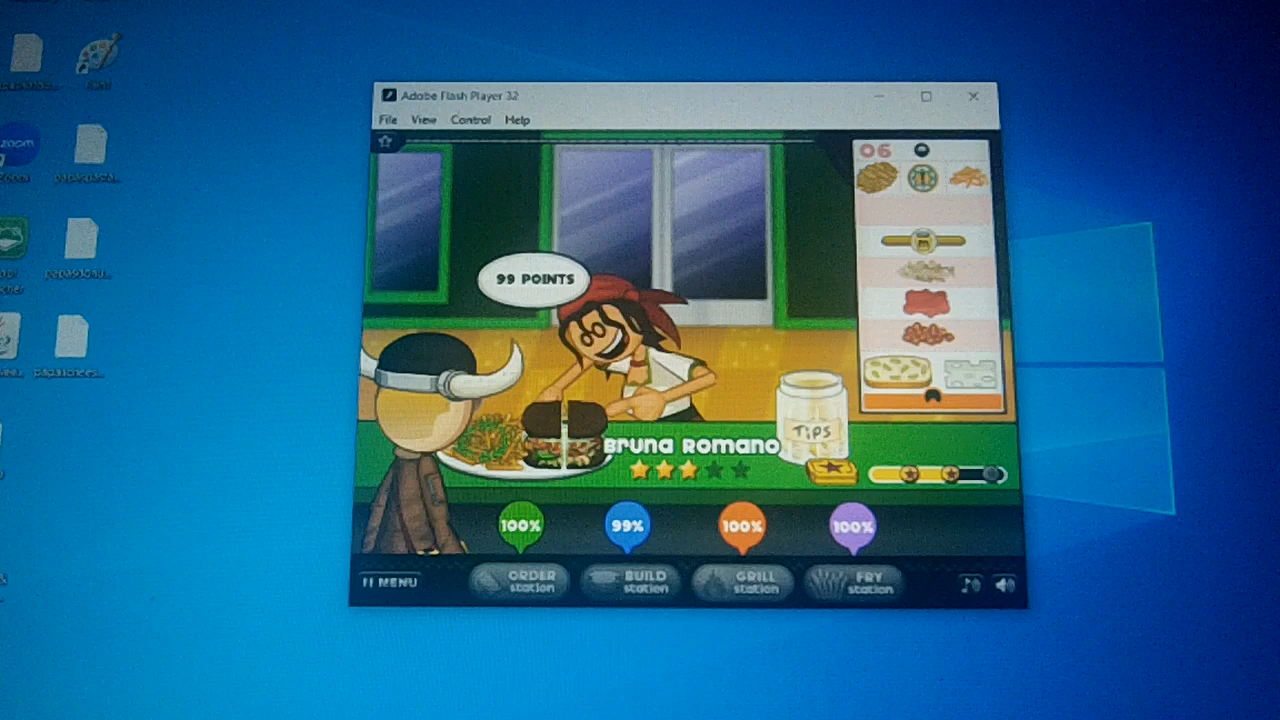 Adobe Flash Player 32
File View Control Help
06
99 POINTS
zoom
TIPS
Bruna Romano
100%
99%
100%
100%
MENU
ORDER station
BUILD station
GRILL station
FRY station